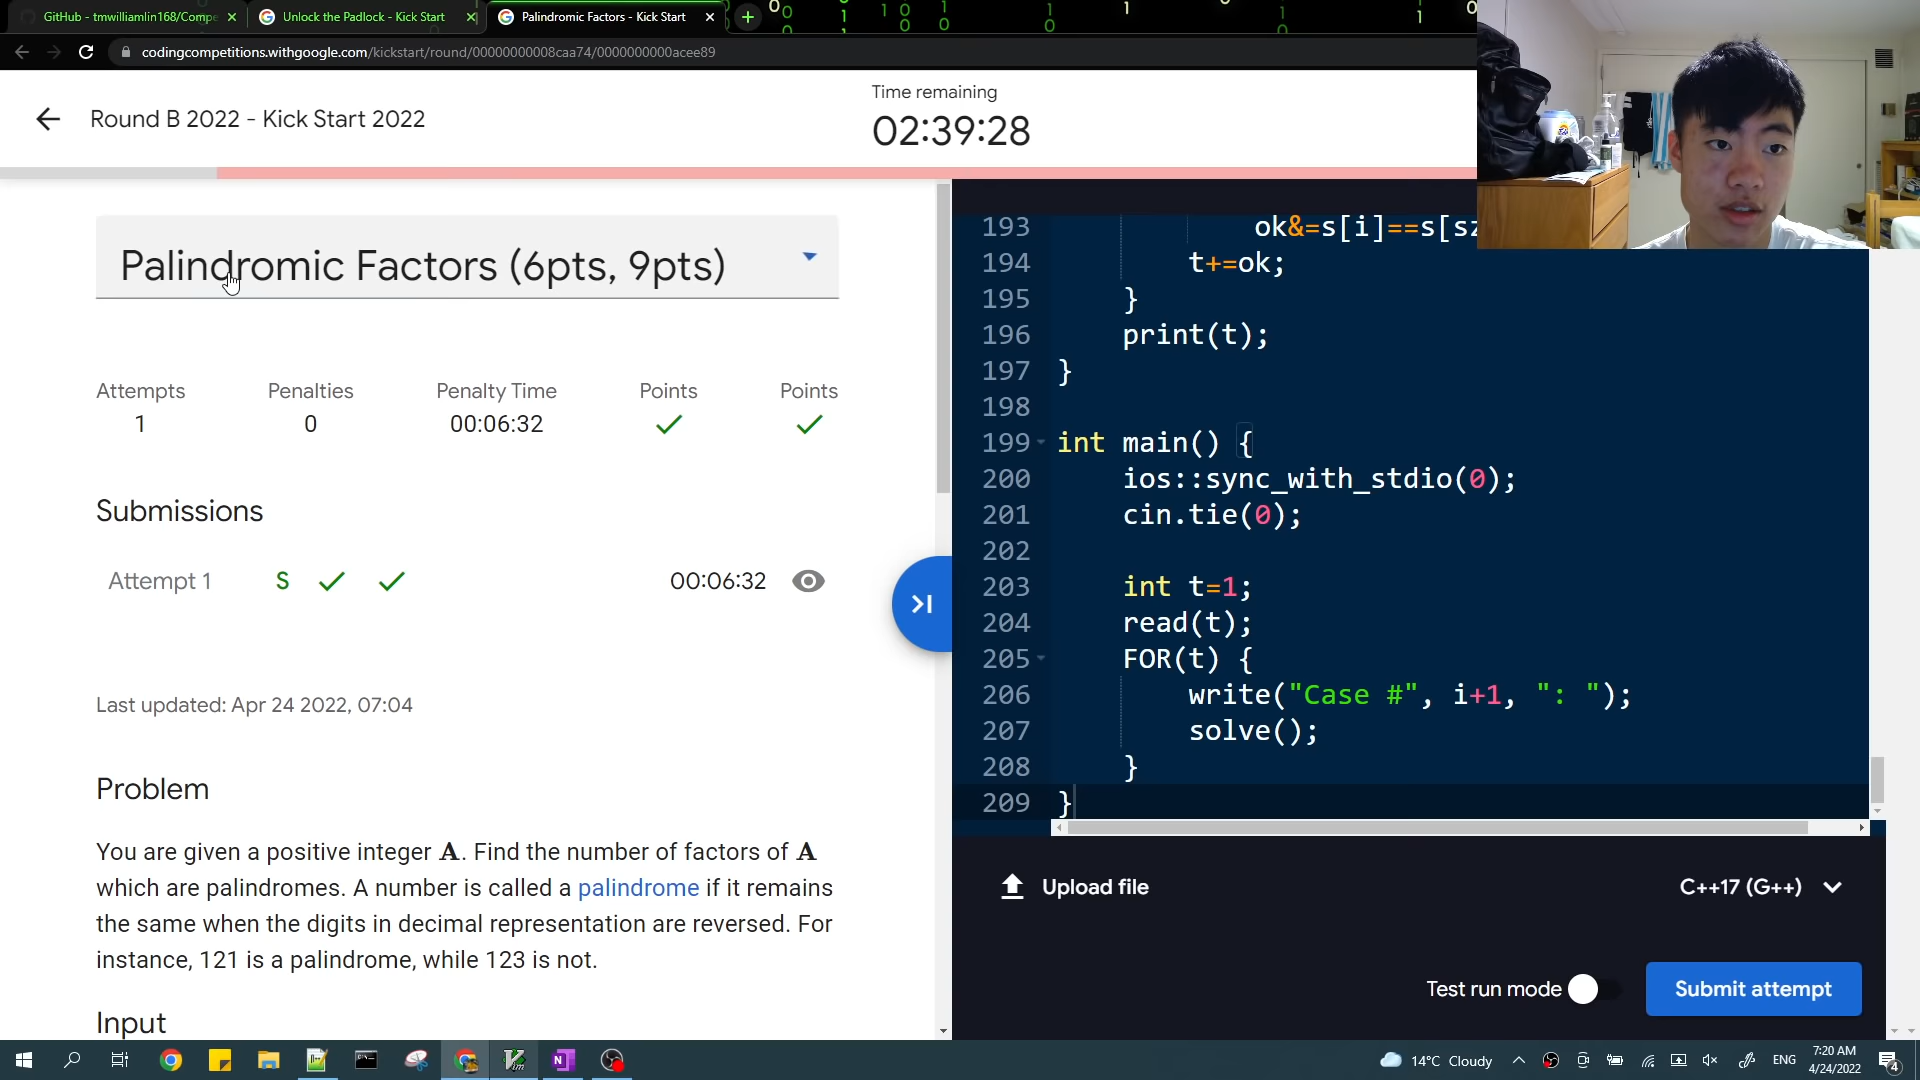 GitHub - tmwilliamlin168/Compe
Unlock the Padlock - Kick Start
Palindromic Factors - Kick Start
codingcompetitions.withgoogle.com/kickstart/round/00000000008caa74/0000000000acee89
Round B 2022 - Kick Start 2022
Time remaining
02:39:28
Palindromic Factors (6pts, 9pts)
Attempts
Penalties
Penalty Time
Points
Points
1
0
00:06:32
Submissions
Attempt 1
S
00:06:32
Last updated: Apr 24 2022, 07:04
Problem
You are given a positive integer A. Find the number of factors of A
which are palindromes. A number is called a palindrome if it remains
the same when the digits in decimal representation are reversed. For
instance, 121 is a palindrome, while 123 is not.
Input
193 ok&=s[i]==s[sz
194 t+=ok;
195 }
196 print(t);
197 }
198
199 int main() {
200 ios::sync_with_stdio(0);
201 cin.tie(0);
202
203 int t=1;
204 read(t);
205 FOR(t) {
206 write("Case #", i+1, ": ");
207 solve();
208 }
209 }
Upload file
C++17 (G++)
Test run mode
Submit attempt
14°C Cloudy
ENG
7:20 AM
4/24/2022
4